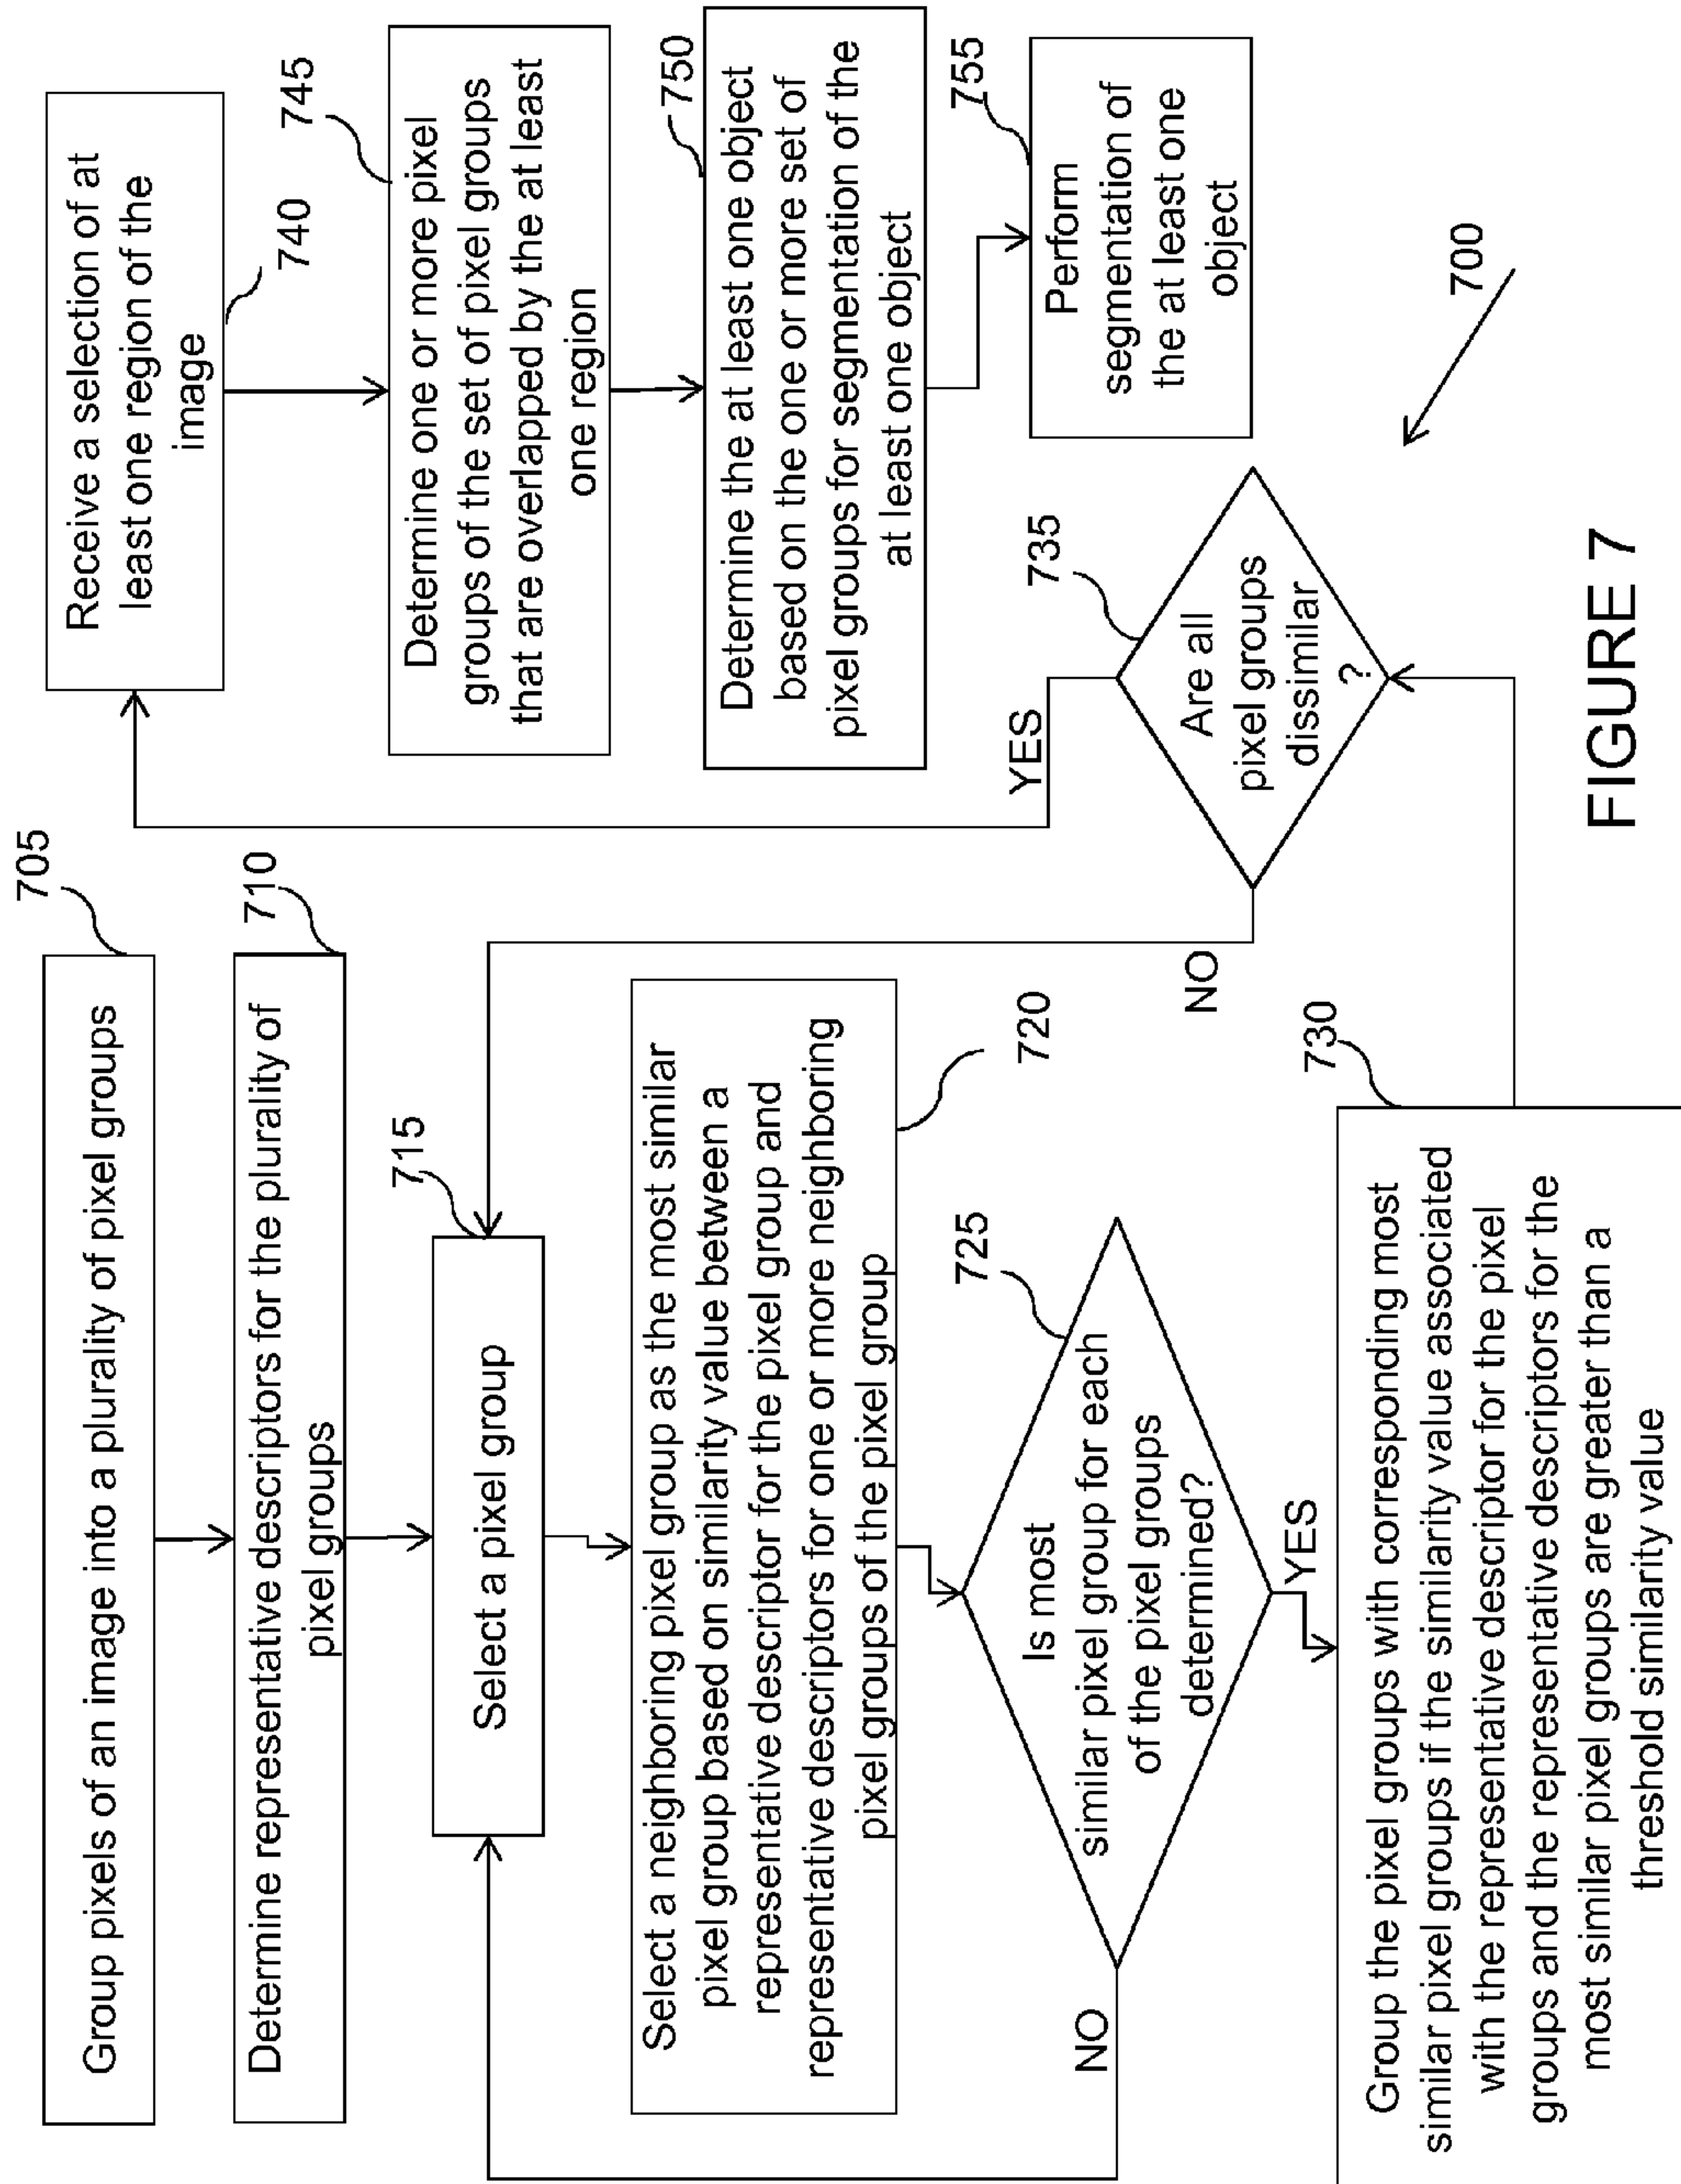 705
Group pixels of an image into a plurality of pixel groups
710
Determine representative descriptors for the plurality of
pixel groups
715
Select a pixel group
720
Select a neighboring pixel group as the most similar
pixel group based on similarity value between a
representative descriptor for the pixel group and
representative descriptors for one or more neighboring
pixel groups of the pixel group
725
Is most
similar pixel group for each
of the pixel groups
determined?
NO
YES
730
Group the pixel groups with corresponding most
similar pixel groups if the similarity value associated
with the representative descriptor for the pixel
groups and the representative descriptors for the
most similar pixel groups are greater than a
threshold similarity value
735
Are all
pixel groups
dissimilar
?
NO
YES
Receive a selection of at
least one region of the
image
740
745
Determine one or more pixel
groups of the set of pixel groups
that are overlapped by the at least
one region
750
Determine the at least one object
based on the one or more set of
pixel groups for segmentation of the
at least one object
755
Perform
segmentation of
the at least one
object
700
FIGURE 7